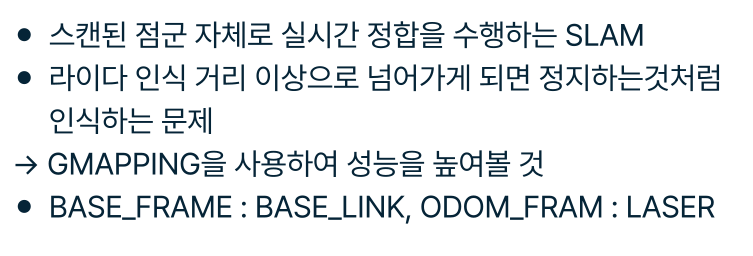 ● 스캔된 점군 자체로 실시간 정합을 수행하는 SLAM
● 라이다 인식 거리 이상으로 넘어가게 되면 정지하는것처럼
인식하는 문제
→ GMAPPING을 사용하여 성능을 높여볼 것
● BASE_FRAME : BASE_LINK, ODOM_FRAM : LASER